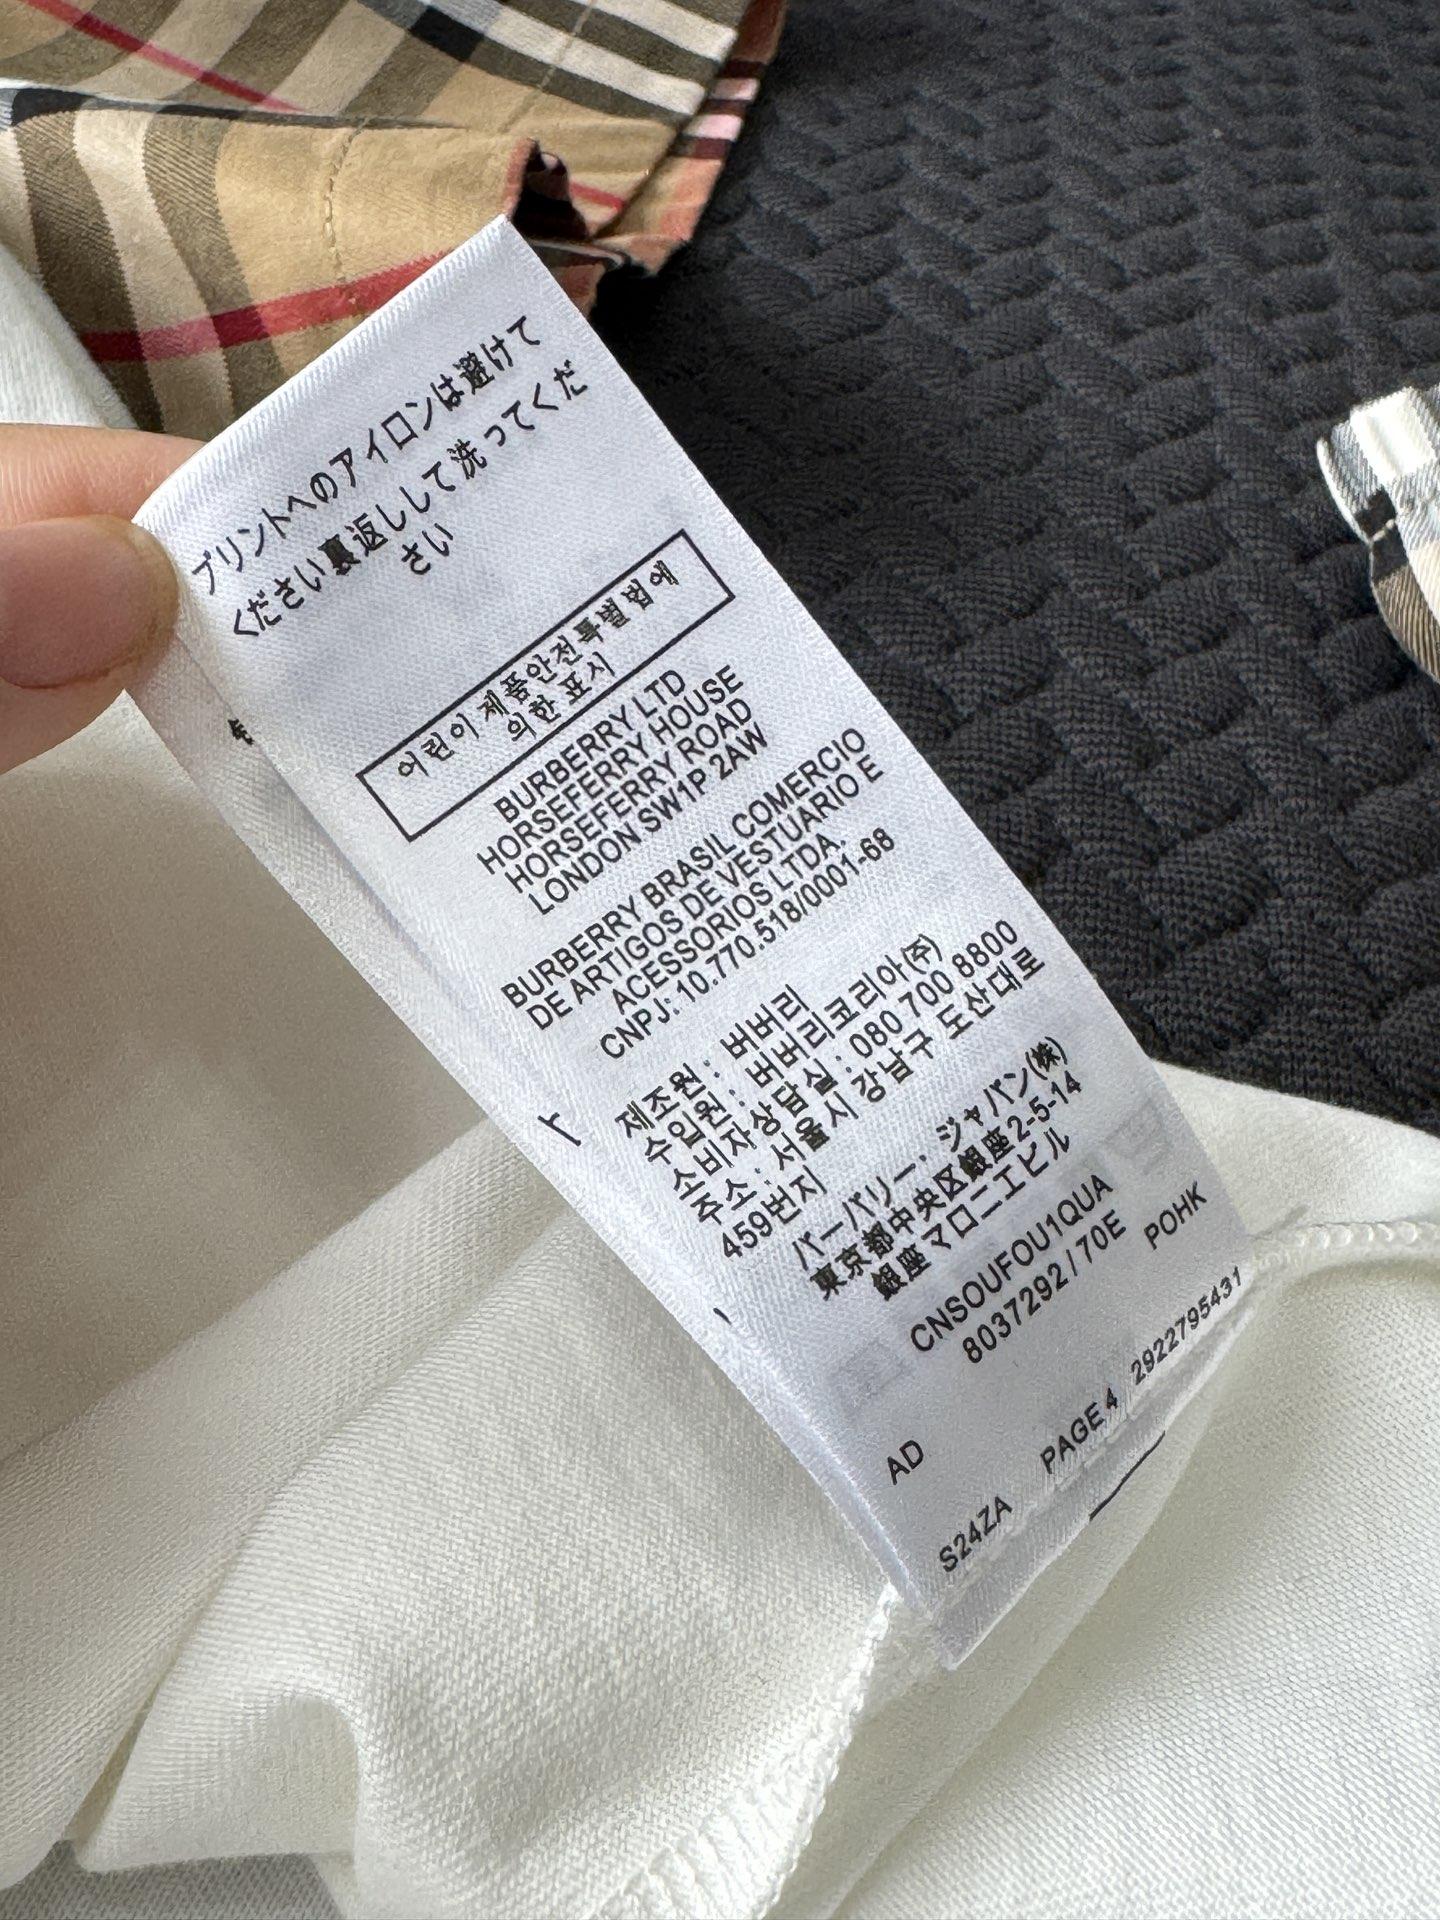 プリントへのアイロンは避けて
ください裏返しして洗ってくだ
さい
어린이제품안전특별법에
의한표시
BURBERRY LTD
HORSEFERRY HOUSE
HORSEFERRY ROAD
LONDON SW1P 2AW
BURBERRY BRASIL COMERCIO
DE ARTIGOS DE VESTUARIO E
ACESSORIOS LTDA.
CNPJ: 10.770.518/0001-68
제조원: 버버리
수입원: 버버리코리아(주)
소비자상담실: 080 700 8800
주소: 서울시 강남구 도산대로
459번지
バーバリー・ジャパン(株)
東京都中央区銀座2-5-14
銀座マロニエビル
CNSOUFOU1QUA
8037292 / 70E POHK
AD PAGE 4 2922795431
S24ZA